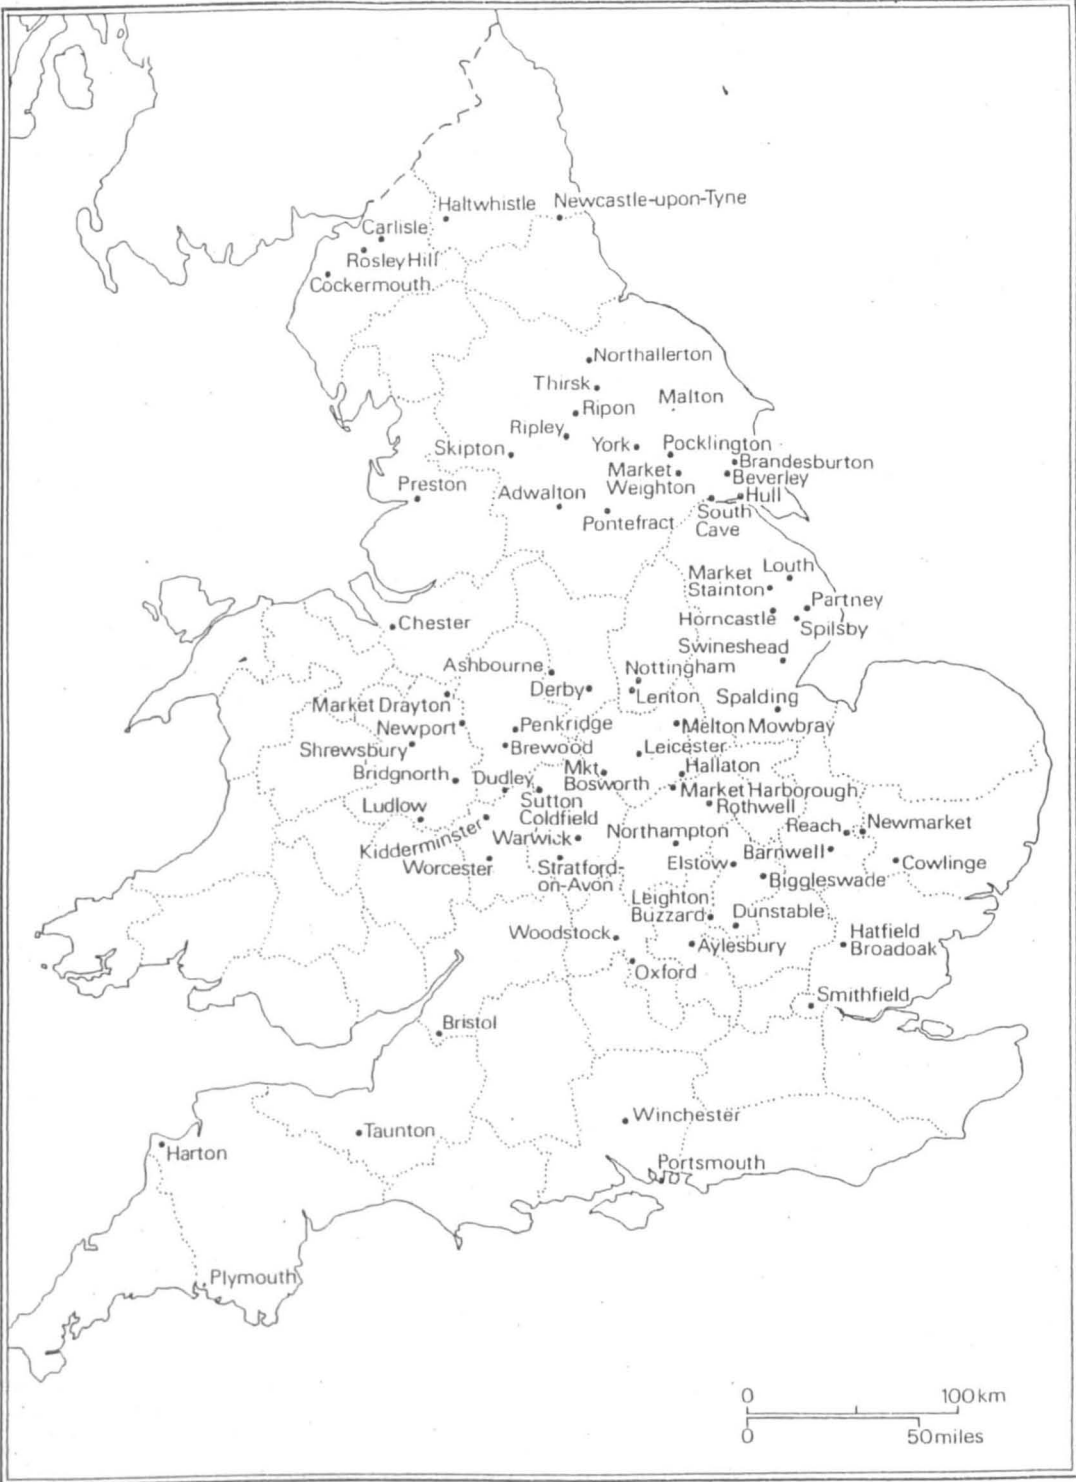 Haltwhistle
Newcastle-upon-Tyne
Carlisle
Rosley Hill
Cockermouth
Northallerton
Thirsk
Malton
Ripon
Ripley
York
Pocklington
Skipton
Brandesburton
Market
Weighton
Beverley
Preston
Adwalton
Hull
Pontefract
South
Cave
Market
Stainton
Louth
Partney
Horncastle
Spilsby
Chester
Swineshead
Ashbourne
Nottingham
Derby
Lenton
Spalding
Market Drayton
Newport
Penkridge
Melton Mowbray
Shrewsbury
Brewood
Leicester
Bridgnorth
Dudley
Mkt
Bosworth
Hallaton
Market Harborough
Ludlow
Sutton
Coldfield
Rothwell
Kidderminster
Warwick
Northampton
Reach
Newmarket
Worcester
Stratford-
on-Avon
Elstow
Barnwell
Cowlinge
Biggleswade
Leighton
Buzzard
Dunstable
Woodstock
Aylesbury
Hatfield
Broadoak
Oxford
Smithfield
Bristol
Winchester
Taunton
Harton
Portsmouth
Plymouth
0 100km
0 50miles